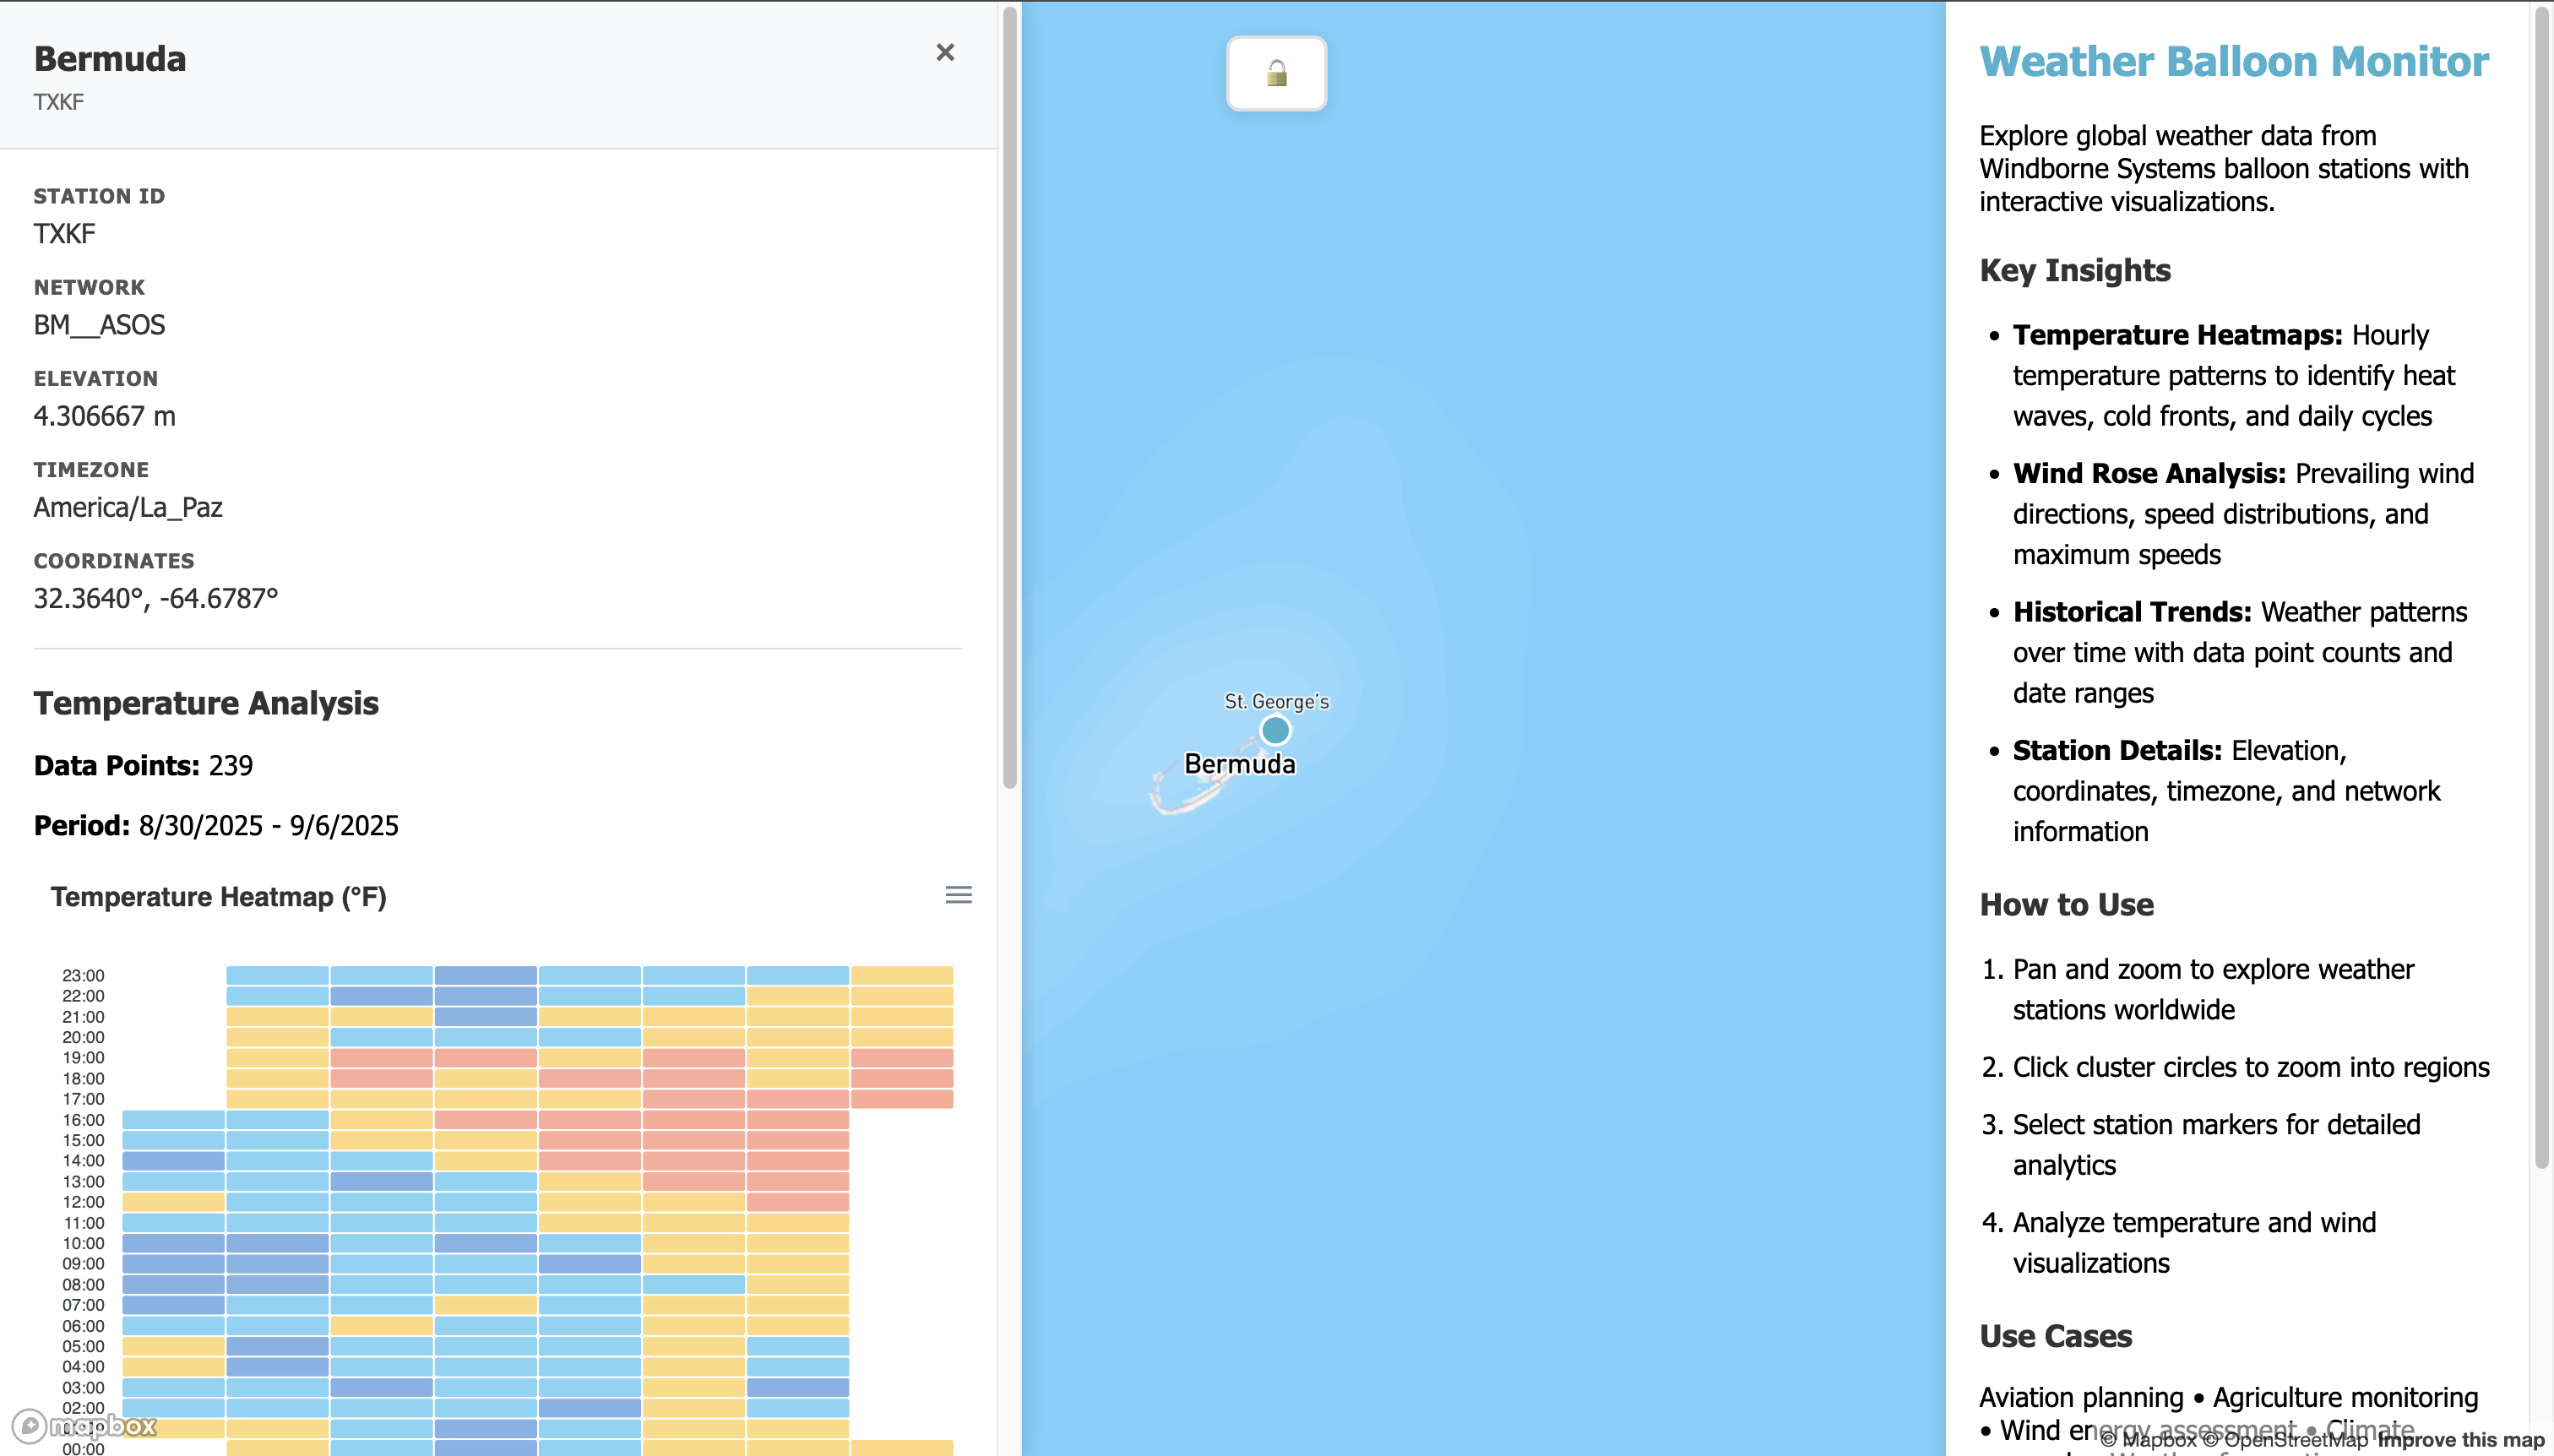 Bermuda
×
TXKF
STATION ID
TXKF
NETWORK
BM__ASOS
ELEVATION
4.306667 m
TIMEZONE
America/La_Paz
COORDINATES
32.3640°, -64.6787°
Temperature Analysis
Data Points: 239
Period: 8/30/2025 - 9/6/2025
Temperature Heatmap (°F)
23:00
22:00
21:00
20:00
19:00
18:00
17:00
16:00
15:00
14:00
13:00
12:00
11:00
10:00
09:00
08:00
07:00
06:00
05:00
04:00
03:00
02:00
01:00
00:00
mapbox
St. George's
Bermuda
Weather Balloon Monitor
Explore global weather data from
Windborne Systems balloon stations with
interactive visualizations.
Key Insights
• Temperature Heatmaps: Hourly
temperature patterns to identify heat
waves, cold fronts, and daily cycles
• Wind Rose Analysis: Prevailing wind
directions, speed distributions, and
maximum speeds
• Historical Trends: Weather patterns
over time with data point counts and
date ranges
• Station Details: Elevation,
coordinates, timezone, and network
information
How to Use
1. Pan and zoom to explore weather
stations worldwide
2. Click cluster circles to zoom into regions
3. Select station markers for detailed
analytics
4. Analyze temperature and wind
visualizations
Use Cases
Aviation planning • Agriculture monitoring
• Wind energy assessment • Climate
© Mapbox © OpenStreetMap Improve this map